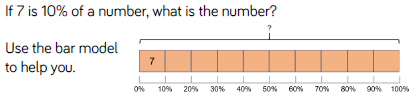 If 7 is 10% of a number, what is the number?
?
Use the bar model
to help you.
7
0% 10% 20% 30% 40% 50% 60% 70% 80% 90% 100%